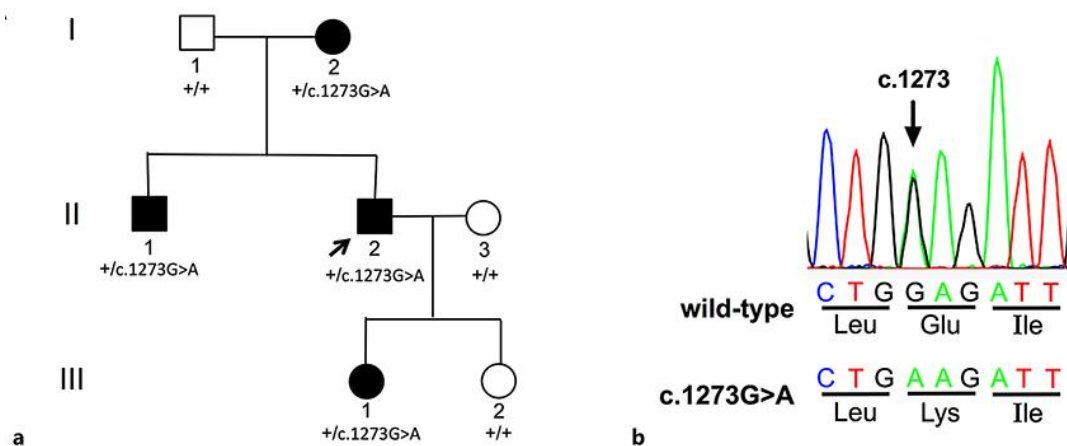 I
1
+/+
2
+/c.1273G>A
II
1
+/c.1273G>A
2
+/c.1273G>A
3
+/+
III
1
+/c.1273G>A
2
+/+
a
c.1273
wild-type
C T G G A G A T T
Leu Glu Ile
c.1273G>A
C T G A A G A T T
Leu Lys Ile
b